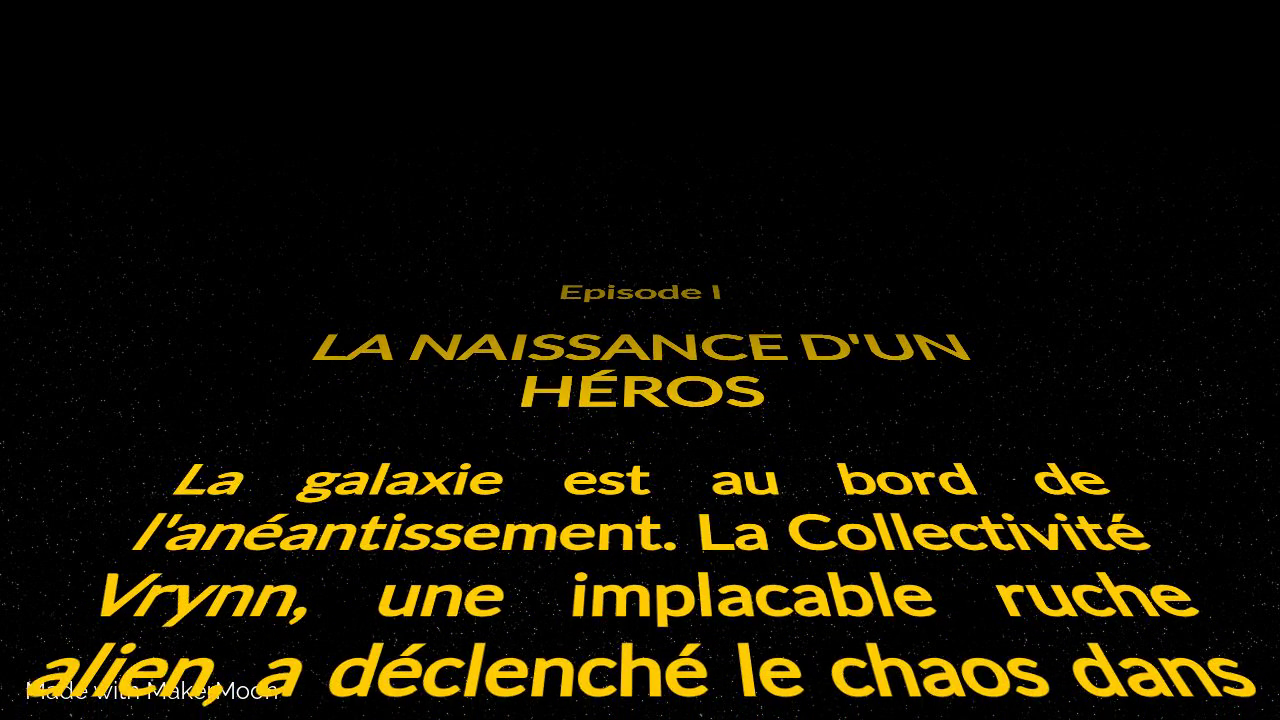 Episode I
LA NAISSANCE D'UN
HÉROS
La galaxie est au bord de
l'anéantissement. La Collectivité
Vrynn, une implacable ruche
alien, a déclenché le chaos dans
Made with MakerMoon